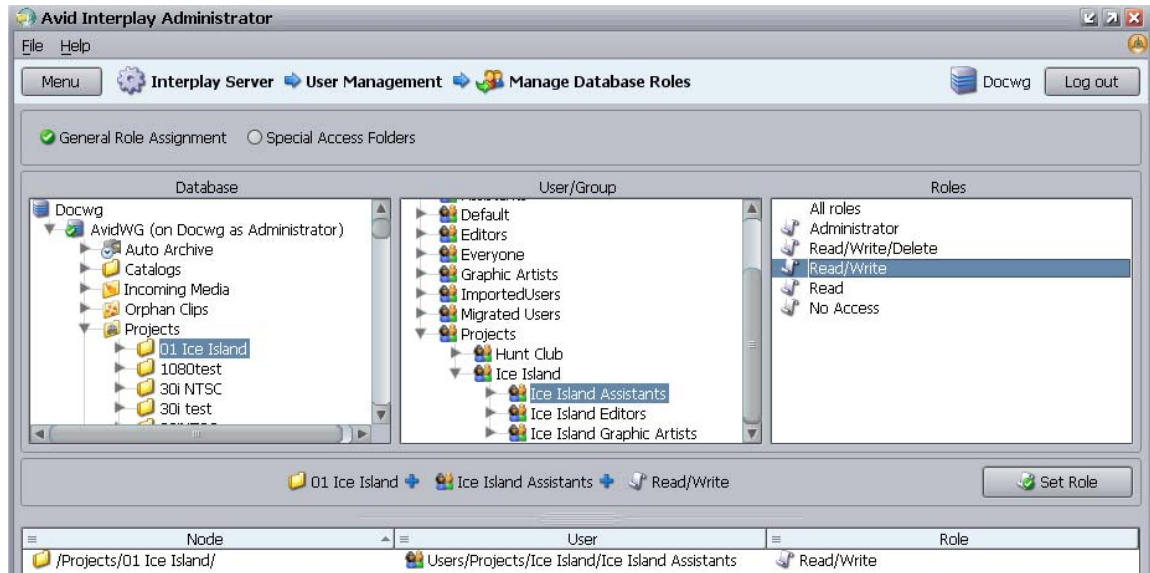 Avid Interplay Administrator
File Help
Menu Interplay Server User Management Manage Database Roles Docwg Log out
General Role Assignment Special Access Folders
Database
Docwg
AvidWG (on Docwg as Administrator)
Auto Archive
Catalogs
Incoming Media
Orphan Clips
Projects
01 Ice Island
1080test
30i NTSC
30i test
User/Group
Default
Editors
Everyone
Graphic Artists
ImportedUsers
Migrated Users
Projects
Hunt Club
Ice Island
Ice Island Assistants
Ice Island Editors
Ice Island Graphic Artists
Roles
All roles
Administrator
Read/Write/Delete
Read/Write
Read
No Access
01 Ice Island + Ice Island Assistants + Read/Write Set Role
Node User Role
/Projects/01 Ice Island/ Users/Projects/Ice Island/Ice Island Assistants Read/Write